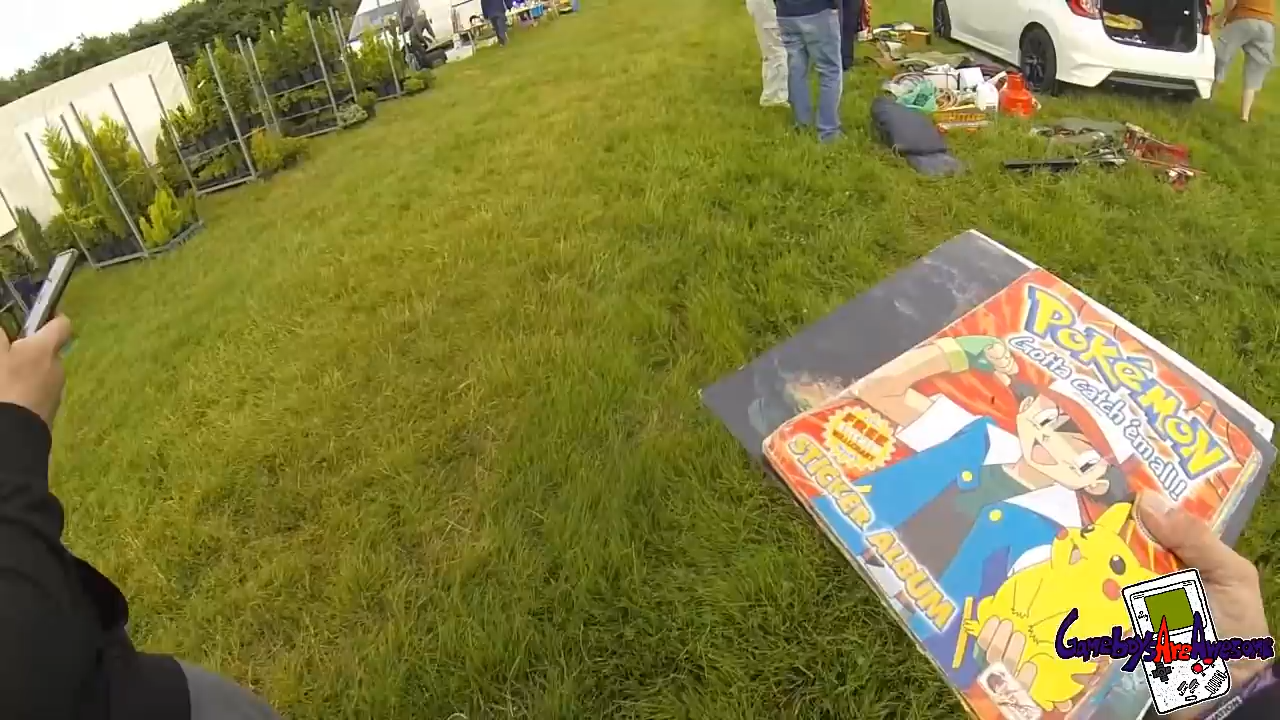 POKéMON
Gotta catch 'em all!
FREE
STICKER ALBUM
GameboysAreAwesome